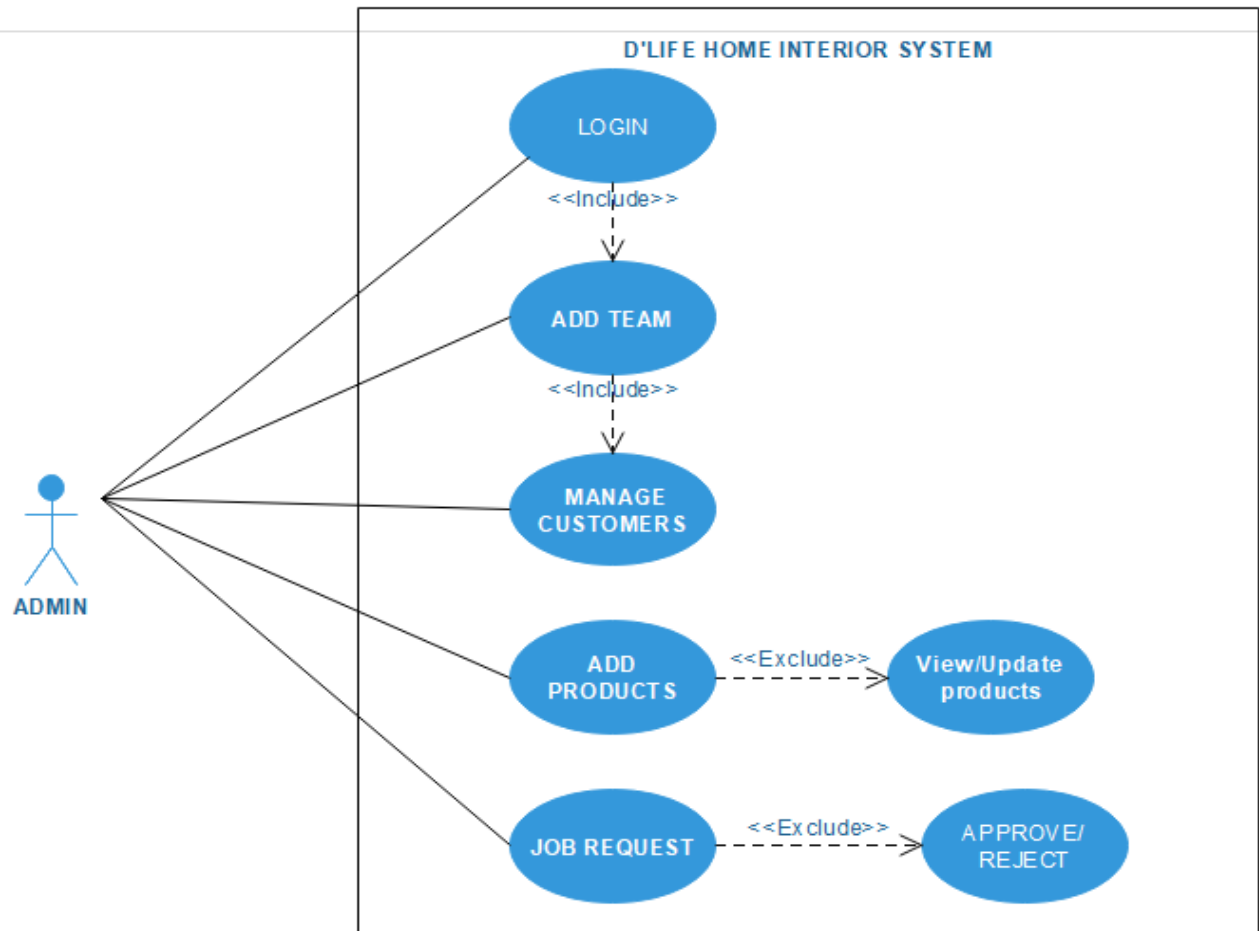 D'LIFE HOME INTERIOR SYSTEM
LOGIN
<<Include>>
ADD TEAM
<<Include>>
MANAGE
CUSTOMERS
ADMIN
ADD
PRODUCTS
<<Exclude>>
View/Update
products
JOB REQUEST
<<Exclude>>
APPROVE/
REJECT